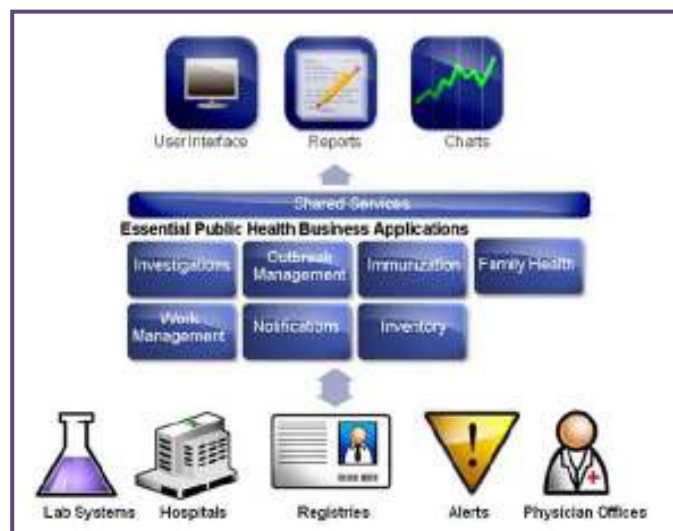 User Interface
Reports
Charts
Shared Services
Essential Public Health Business Applications
Investigations
Outbreak
Management
Immunization
Family Health
Work
Management
Notifications
Inventory
Lab Systems
Hospitals
Registries
Alerts
Physician Offices